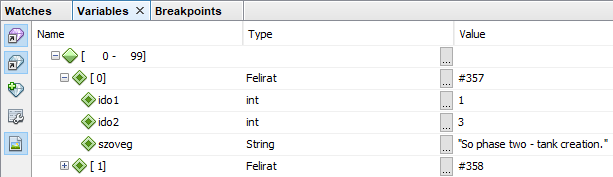 Watches Variables × Breakpoints
Name Type Value
[ 0 - 99] ...
[ 0] Felirat ... #357
ido1 int ... 1
ido2 int ... 3
szoveg String ... "So phase two - tank creation."
[ 1] Felirat ... #358